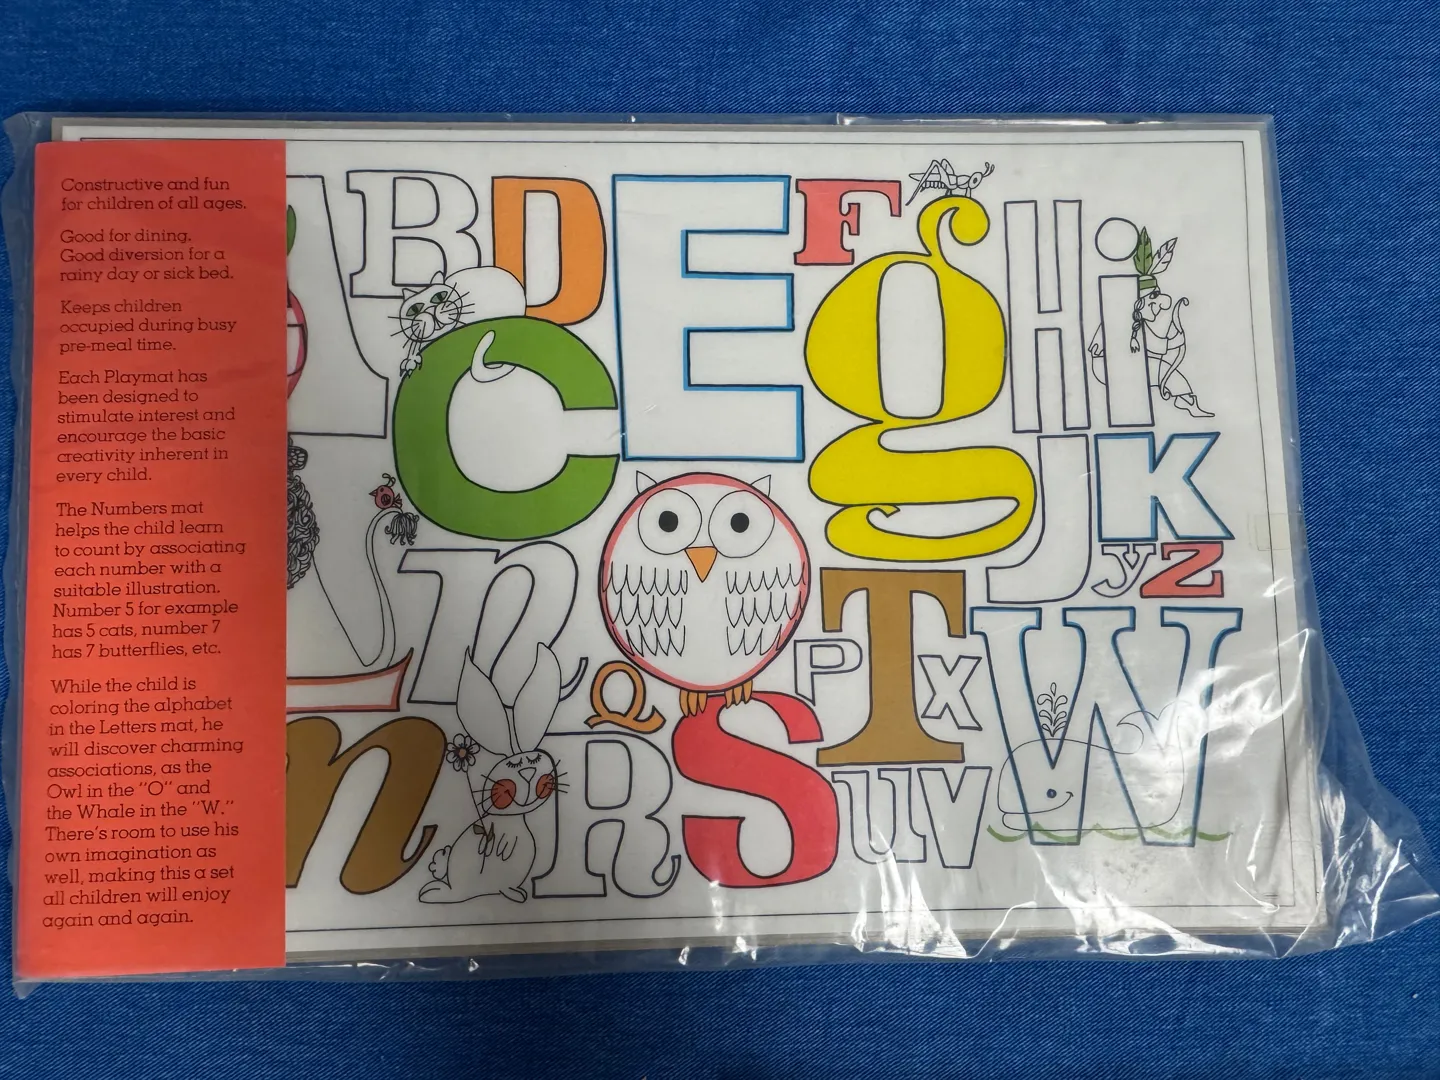 Constructive and fun
for children of all ages.
Good for dining.
Good diversion for a
rainy day or sick bed.
Keeps children
occupied during busy
pre-meal time.
Each Playmat has
been designed to
stimulate interest and
encourage the basic
creativity inherent in
every child.
The Numbers mat
helps the child learn
to count by associating
each number with a
suitable illustration.
Number 5 for example
has 5 cats, number 7
has 7 butterflies, etc.
While the child is
coloring the alphabet
in the Letters mat, he
will discover charming
associations, as the
Owl in the "O" and
the Whale in the "W."
There's room to use his
own imagination as
well, making this a set
all children will enjoy
again and again.
A B C D E F g H i
J K
L m n Q P R S T
u V W X y Z